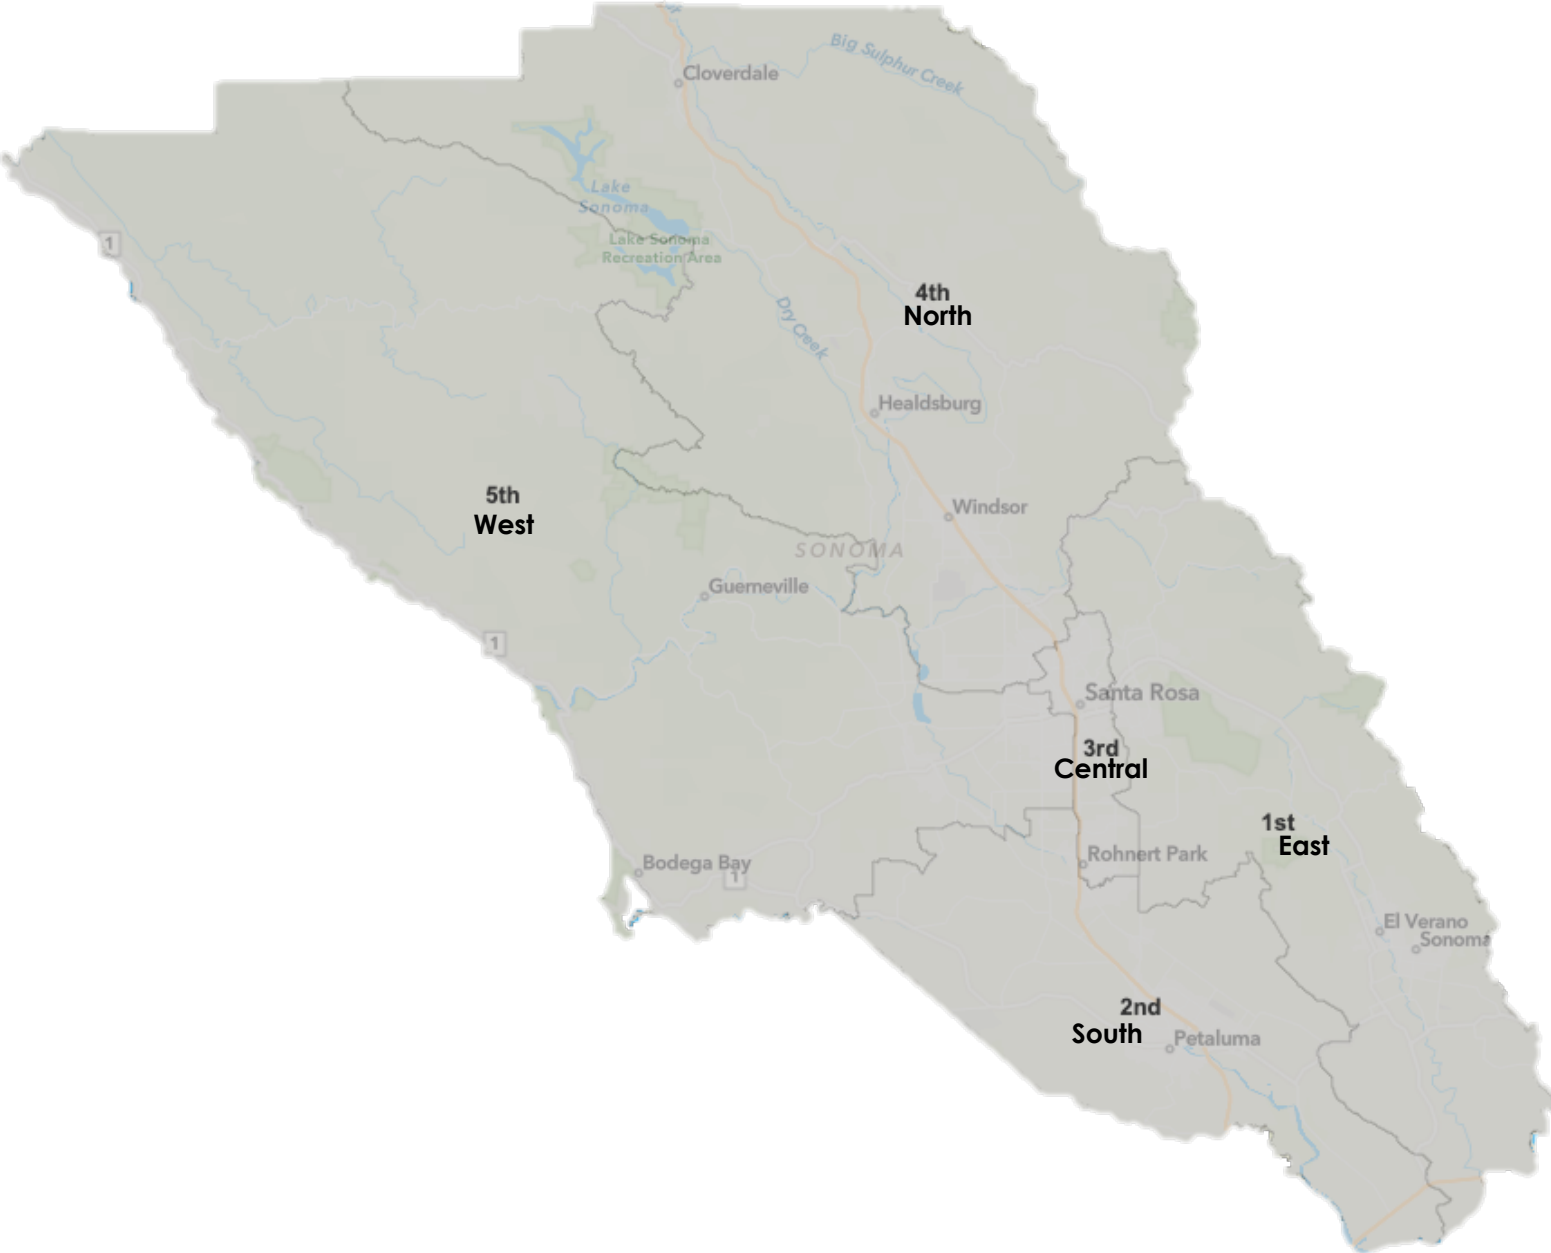 Big Sulphur Creek
Cloverdale
Lake
Sonoma
Lake Sonoma
Recreation Area
1
4th
North
Dry Creek
Healdsburg
5th
West
Windsor
SONOMA
Guerneville
1
Santa Rosa
3rd
Central
1st
East
Rohnert Park
Bodega Bay
1
El Verano
Sonoma
2nd
South
Petaluma